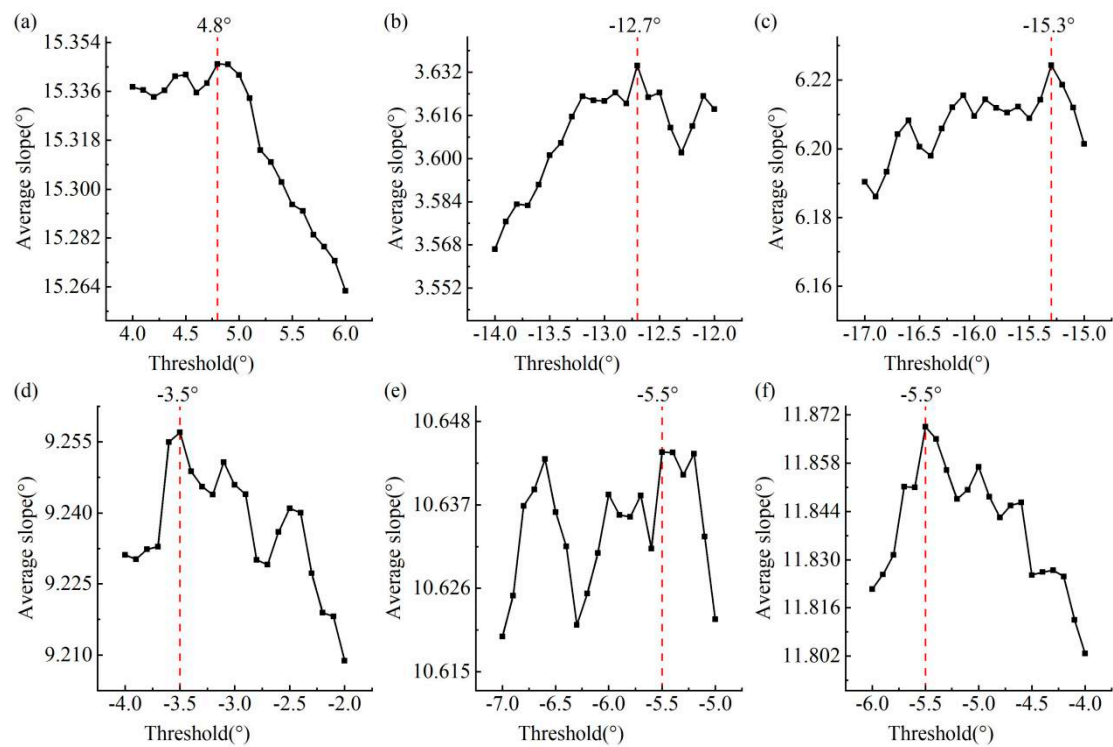 (a)
4.8°
15.354
15.336
15.318
15.300
15.282
15.264
Average slope(°)
4.0 4.5 5.0 5.5 6.0
Threshold(°)
(b)
-12.7°
3.632
3.616
3.600
3.584
3.568
3.552
Average slope(°)
-14.0 -13.5 -13.0 -12.5 -12.0
Threshold(°)
(c)
-15.3°
6.22
6.20
6.18
6.16
Average slope(°)
-17.0 -16.5 -16.0 -15.5 -15.0
Threshold(°)
(d)
-3.5°
9.255
9.240
9.225
9.210
Average slope(°)
-4.0 -3.5 -3.0 -2.5 -2.0
Threshold(°)
(e)
-5.5°
10.648
10.637
10.626
10.615
Average slope(°)
-7.0 -6.5 -6.0 -5.5 -5.0
Threshold(°)
(f)
-5.5°
11.872
11.858
11.844
11.830
11.816
11.802
Average slope(°)
-6.0 -5.5 -5.0 -4.5 -4.0
Threshold(°)